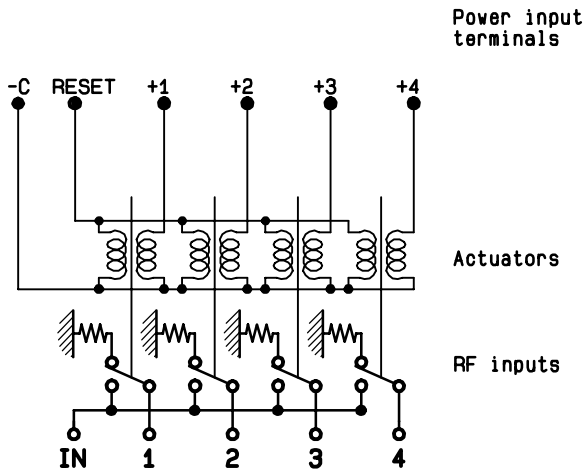 Power input
terminals
-C RESET +1 +2 +3 +4
Actuators
RF inputs
IN 1 2 3 4